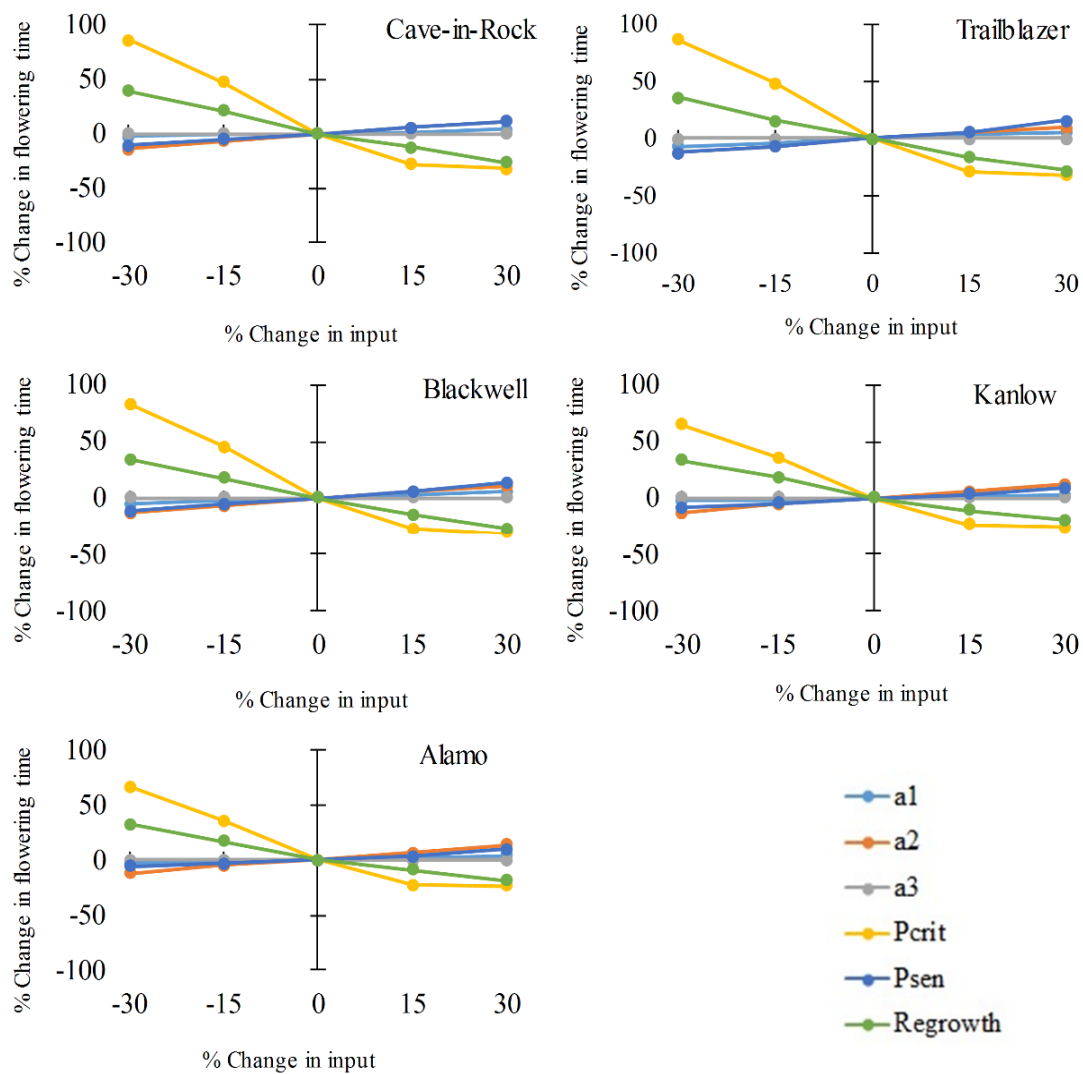 Cave-in-Rock
% Change in flowering time
100
50
0
-50
-100
-30 -15 0 15 30
% Change in input
Trailblazer
% Change in flowering time
100
50
0
-50
-100
-30 -15 0 15 30
% Change in input
Blackwell
% Change in flowering time
100
50
0
-50
-100
-30 -15 0 15 30
% Change in input
Kanlow
% Change in flowering time
100
50
0
-50
-100
-30 -15 0 15 30
% Change in input
Alamo
% Change in flowering time
100
50
0
-50
-100
-30 -15 0 15 30
% Change in input
a1
a2
a3
Pcrit
Psen
Regrowth